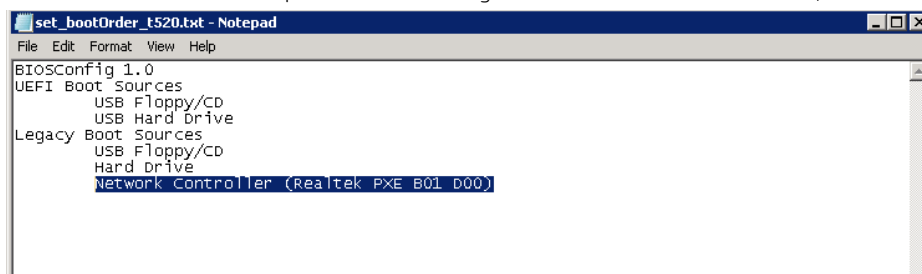 set_bootOrder_t520.txt - Notepad
File Edit Format View Help
BIOSConfig 1.0
UEFI Boot Sources
USB Floppy/CD
USB Hard Drive
Legacy Boot Sources
USB Floppy/CD
Hard Drive
Network Controller (Realtek PXE B01 D00)